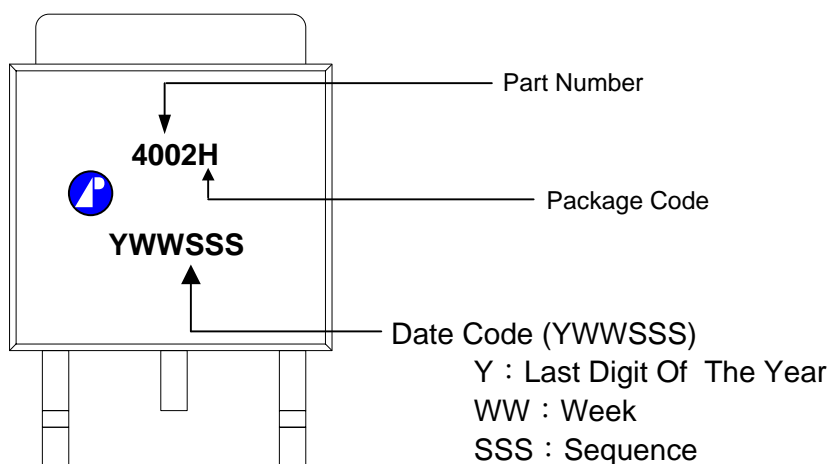 Part Number
4002H
Package Code
YWWSSS
Date Code (YWWSSS)
Y：Last Digit Of The Year
WW：Week
SSS：Sequence